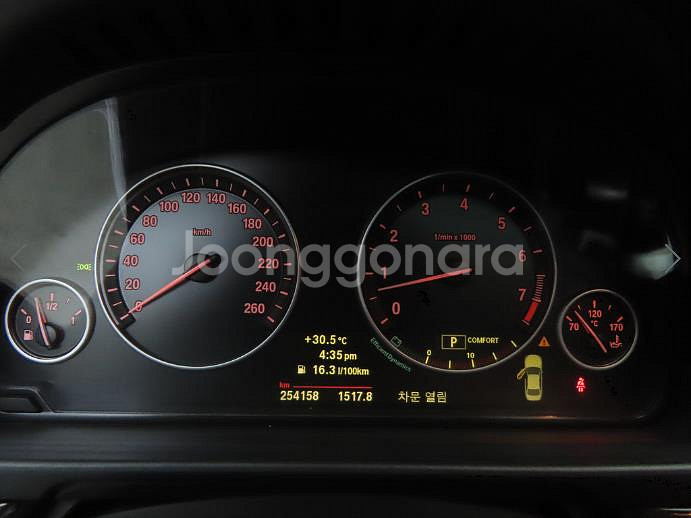 0 20 40 60 80 100 120 140 160 180 200 220 240 260
km/h
0 1 2 3 4 5 6 7
1/min x 1000
Joonggonara
0 1/2 1
+30.5 °C
4:35 pm
16.3 l/100km
km
254158 1517.8
차문 열림
EfficientDynamics
P COMFORT
0 10
70 120 170
°C